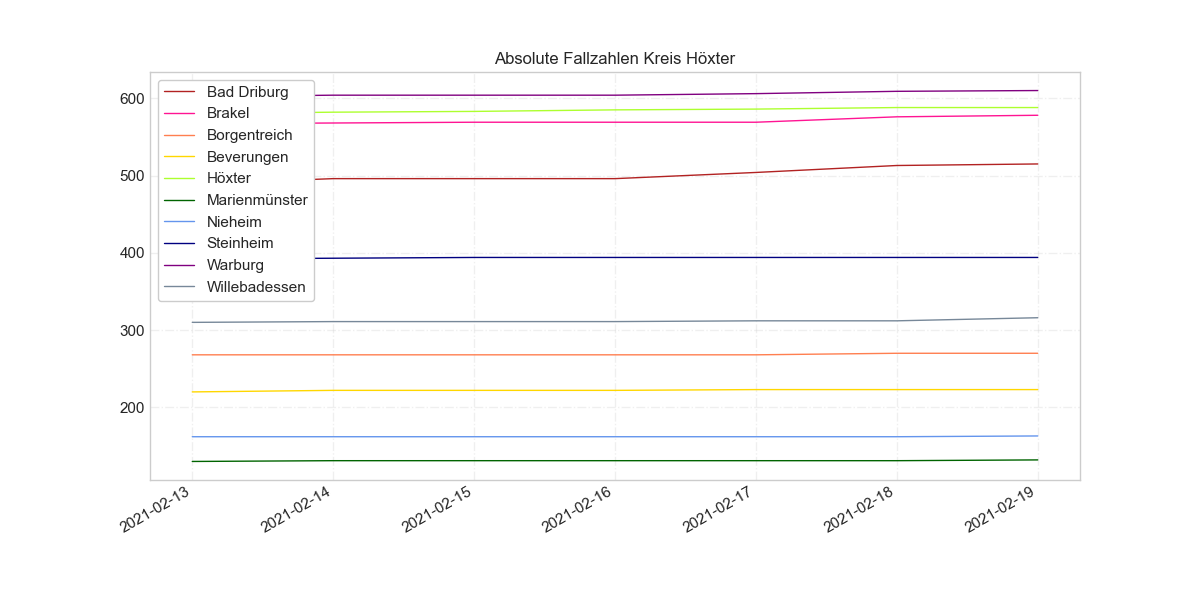 Absolute Fallzahlen Kreis Höxter
Bad Driburg
Brakel
Borgentreich
Beverungen
Höxter
Marienmünster
Nieheim
Steinheim
Warburg
Willebadessen
600
500
400
300
200
2021-02-13
2021-02-14
2021-02-15
2021-02-16
2021-02-17
2021-02-18
2021-02-19